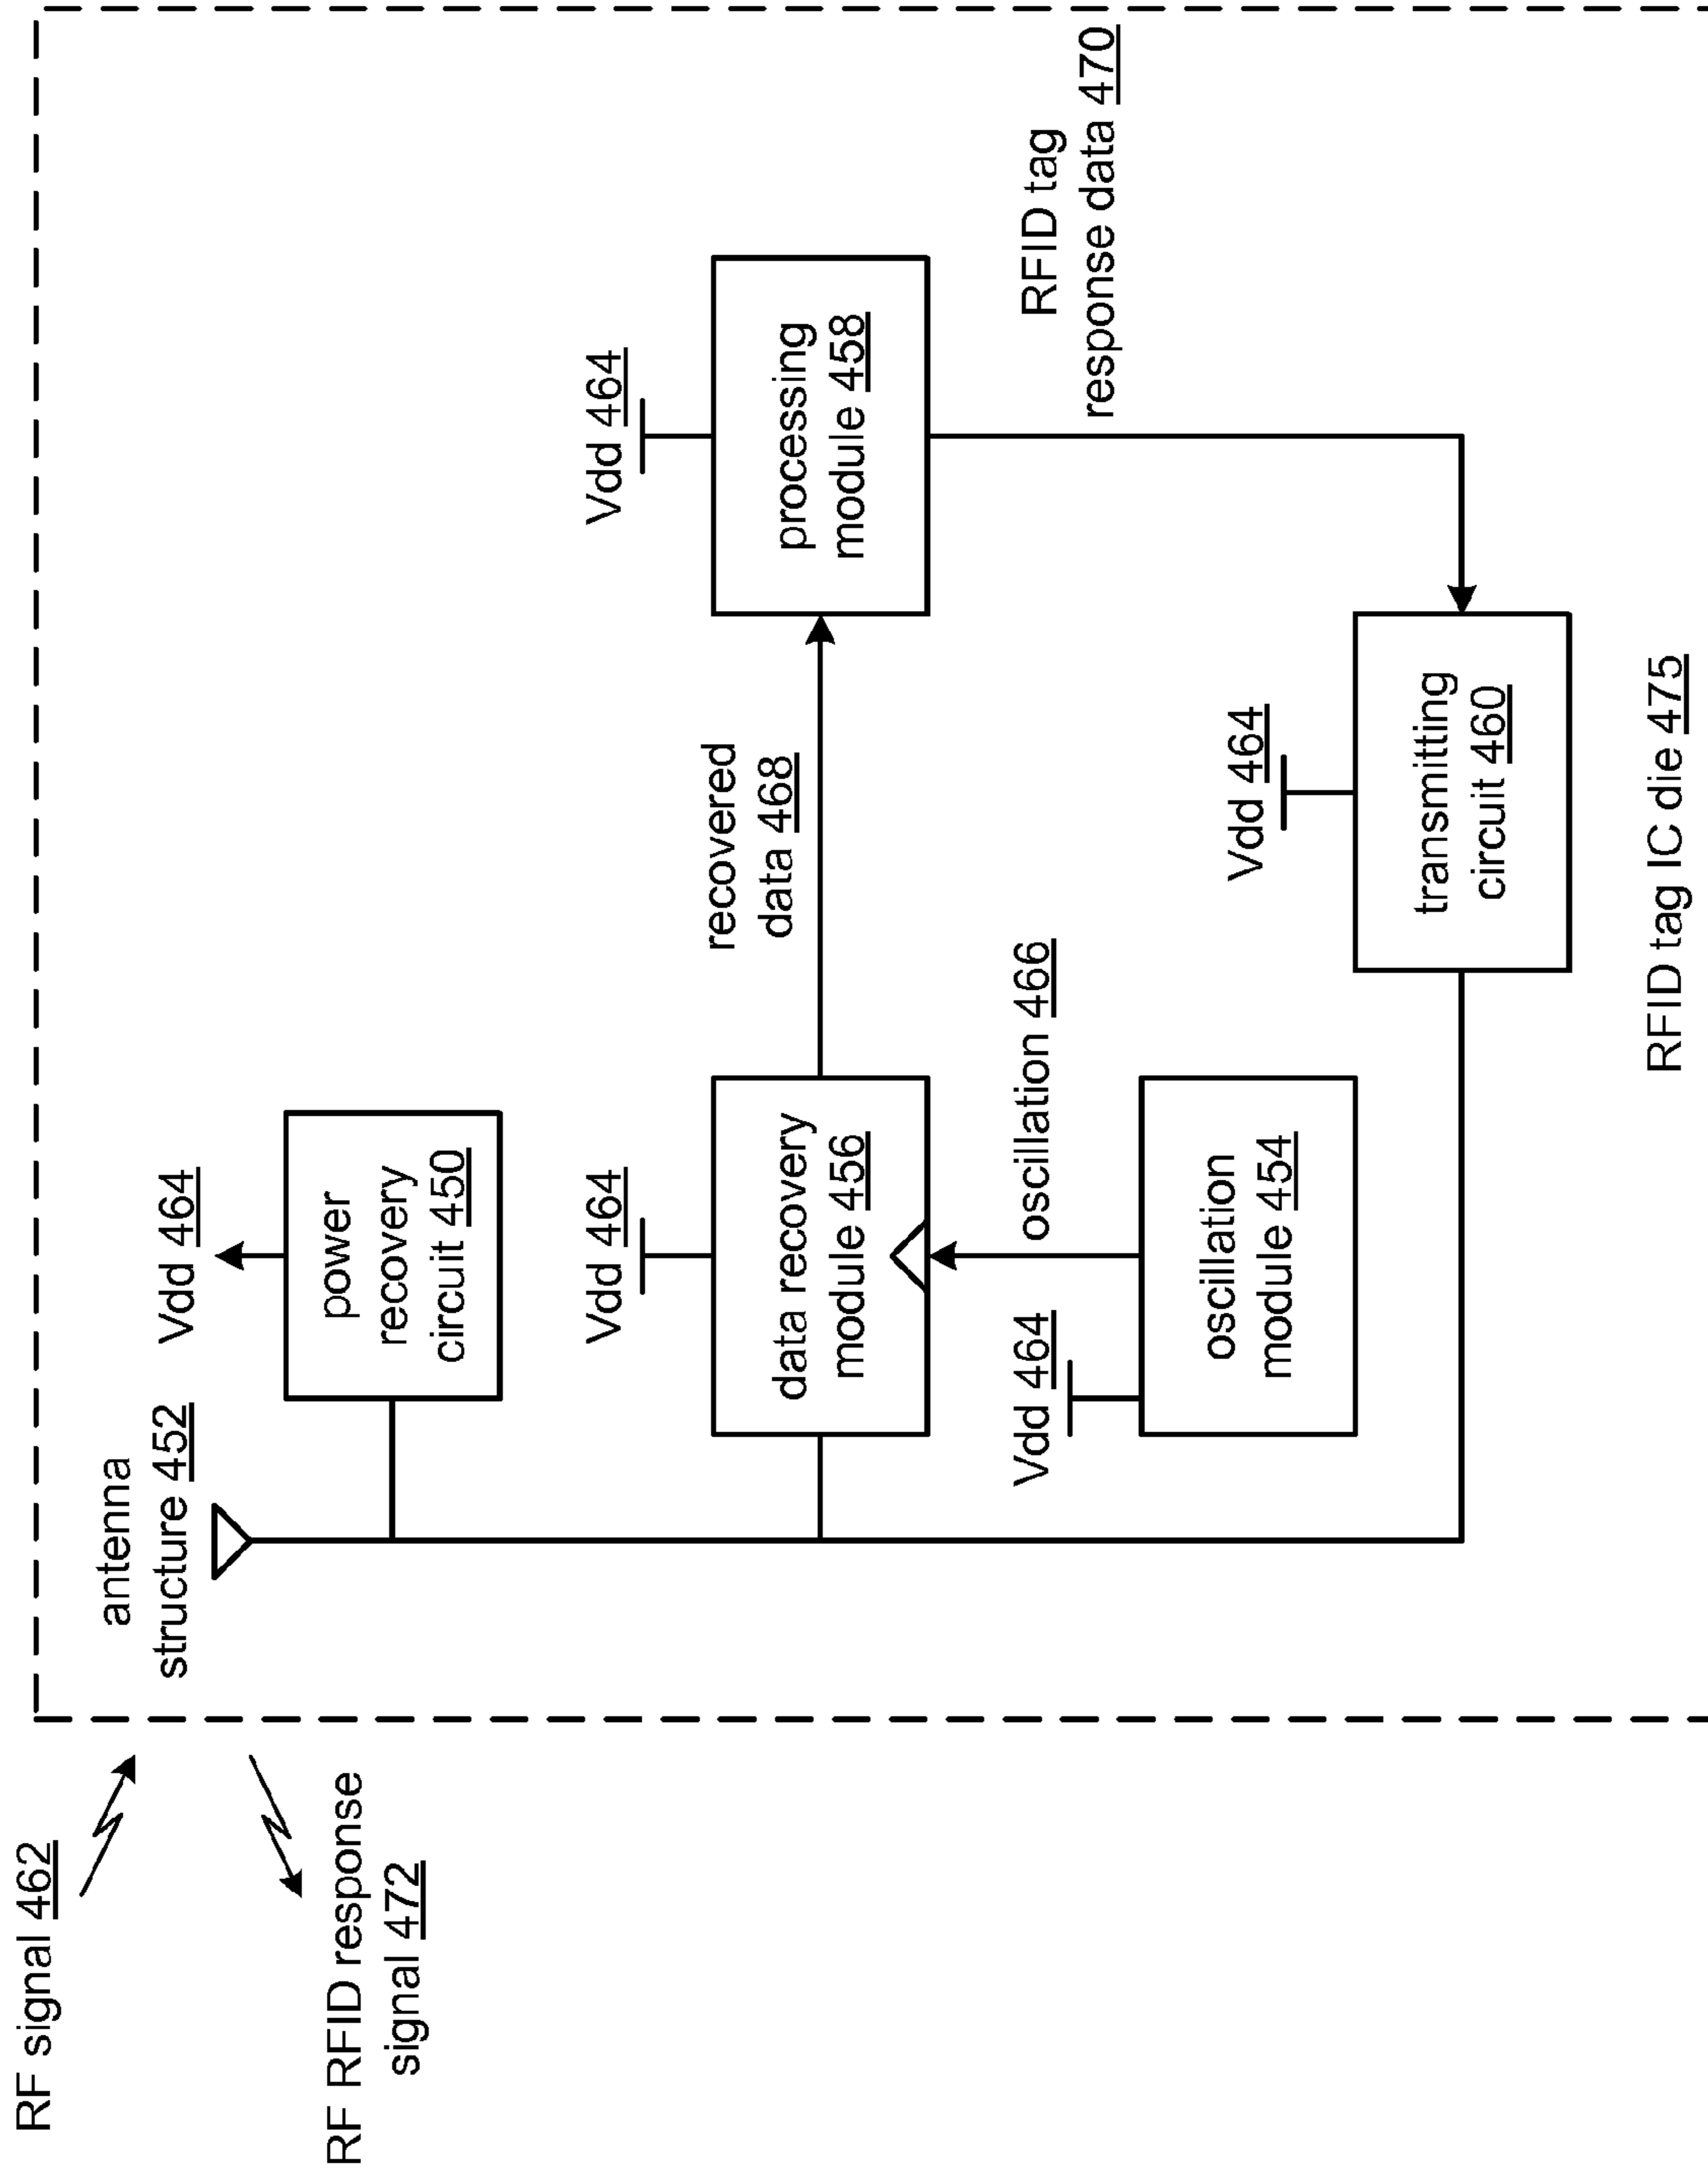 RF signal 462
RF RFID response
signal 472
antenna
structure 452
Vdd 464
power
recovery
circuit 450
Vdd 464
data recovery
module 456
recovered
data 468
Vdd 464
processing
module 458
oscillation 466
Vdd 464
oscillation
module 454
RFID tag
response data 470
Vdd 464
transmitting
circuit 460
RFID tag IC die 475